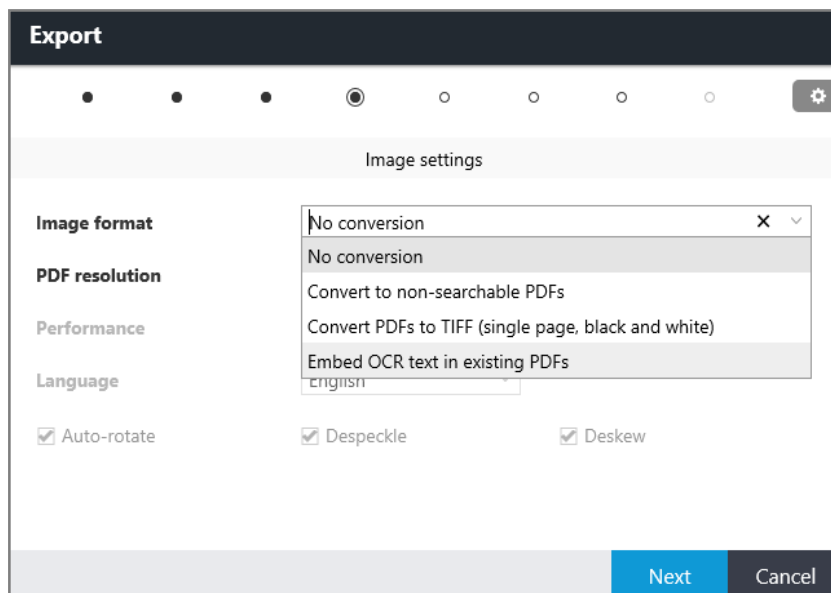 Export
Image settings
Image format
No conversion
No conversion
PDF resolution
Convert to non-searchable PDFs
Performance
Convert PDFs to TIFF (single page, black and white)
Embed OCR text in existing PDFs
Language
English
Auto-rotate
Despeckle
Deskew
Next
Cancel